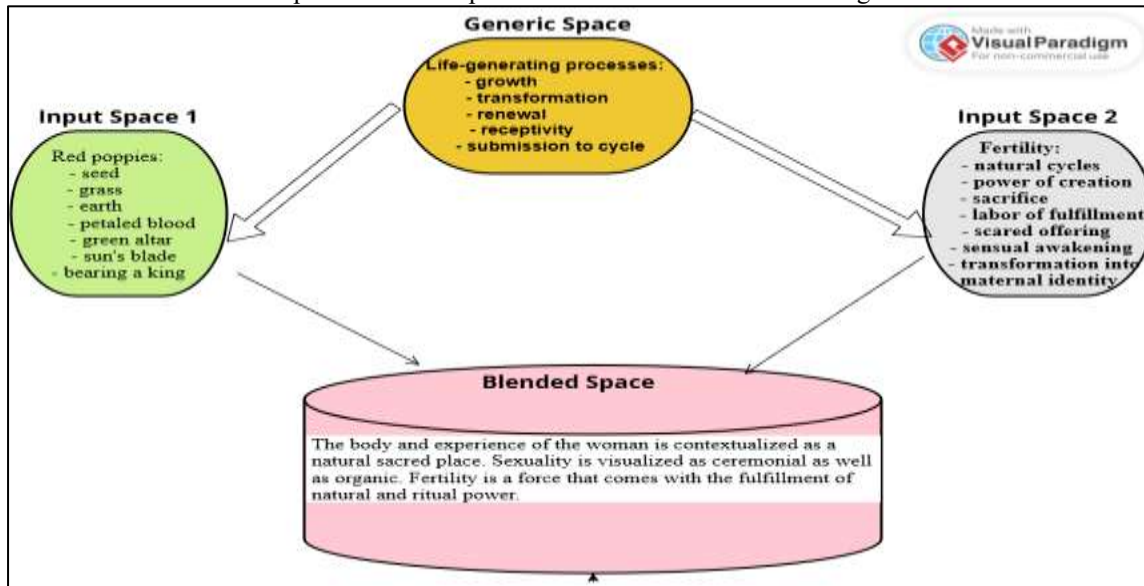 Generic Space
Made with
VisualParadigm
For non-commercial use
Life-generating processes:
- growth
- transformation
- renewal
- receptivity
- submission to cycle
Input Space 1
Red poppies:
- seed
- grass
- earth
- petaled blood
- green altar
- sun's blade
- bearing a king
Input Space 2
Fertility:
- natural cycles
- power of creation
- sacrifice
- labor of fulfillment
- scared offering
- sensual awakening
- transformation into
maternal identity
Blended Space
The body and experience of the woman is contextualized as a
natural sacred place. Sexuality is visualized as ceremonial as well
as organic. Fertility is a force that comes with the fulfillment of
natural and ritual power.